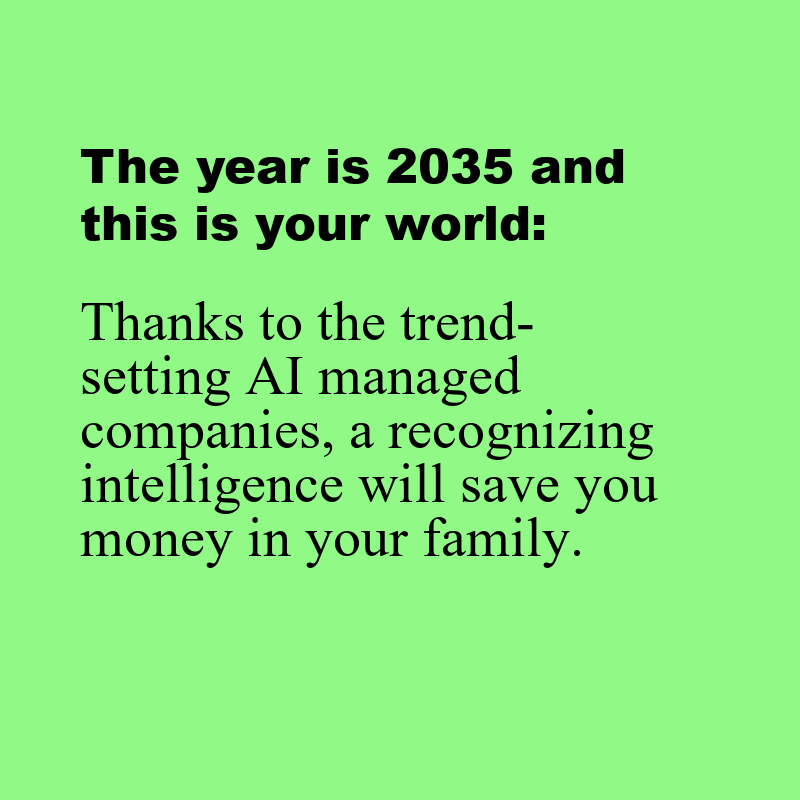 The year is 2035 and
this is your world:
Thanks to the trend-
setting AI managed
companies, a recognizing
intelligence will save you
money in your family.